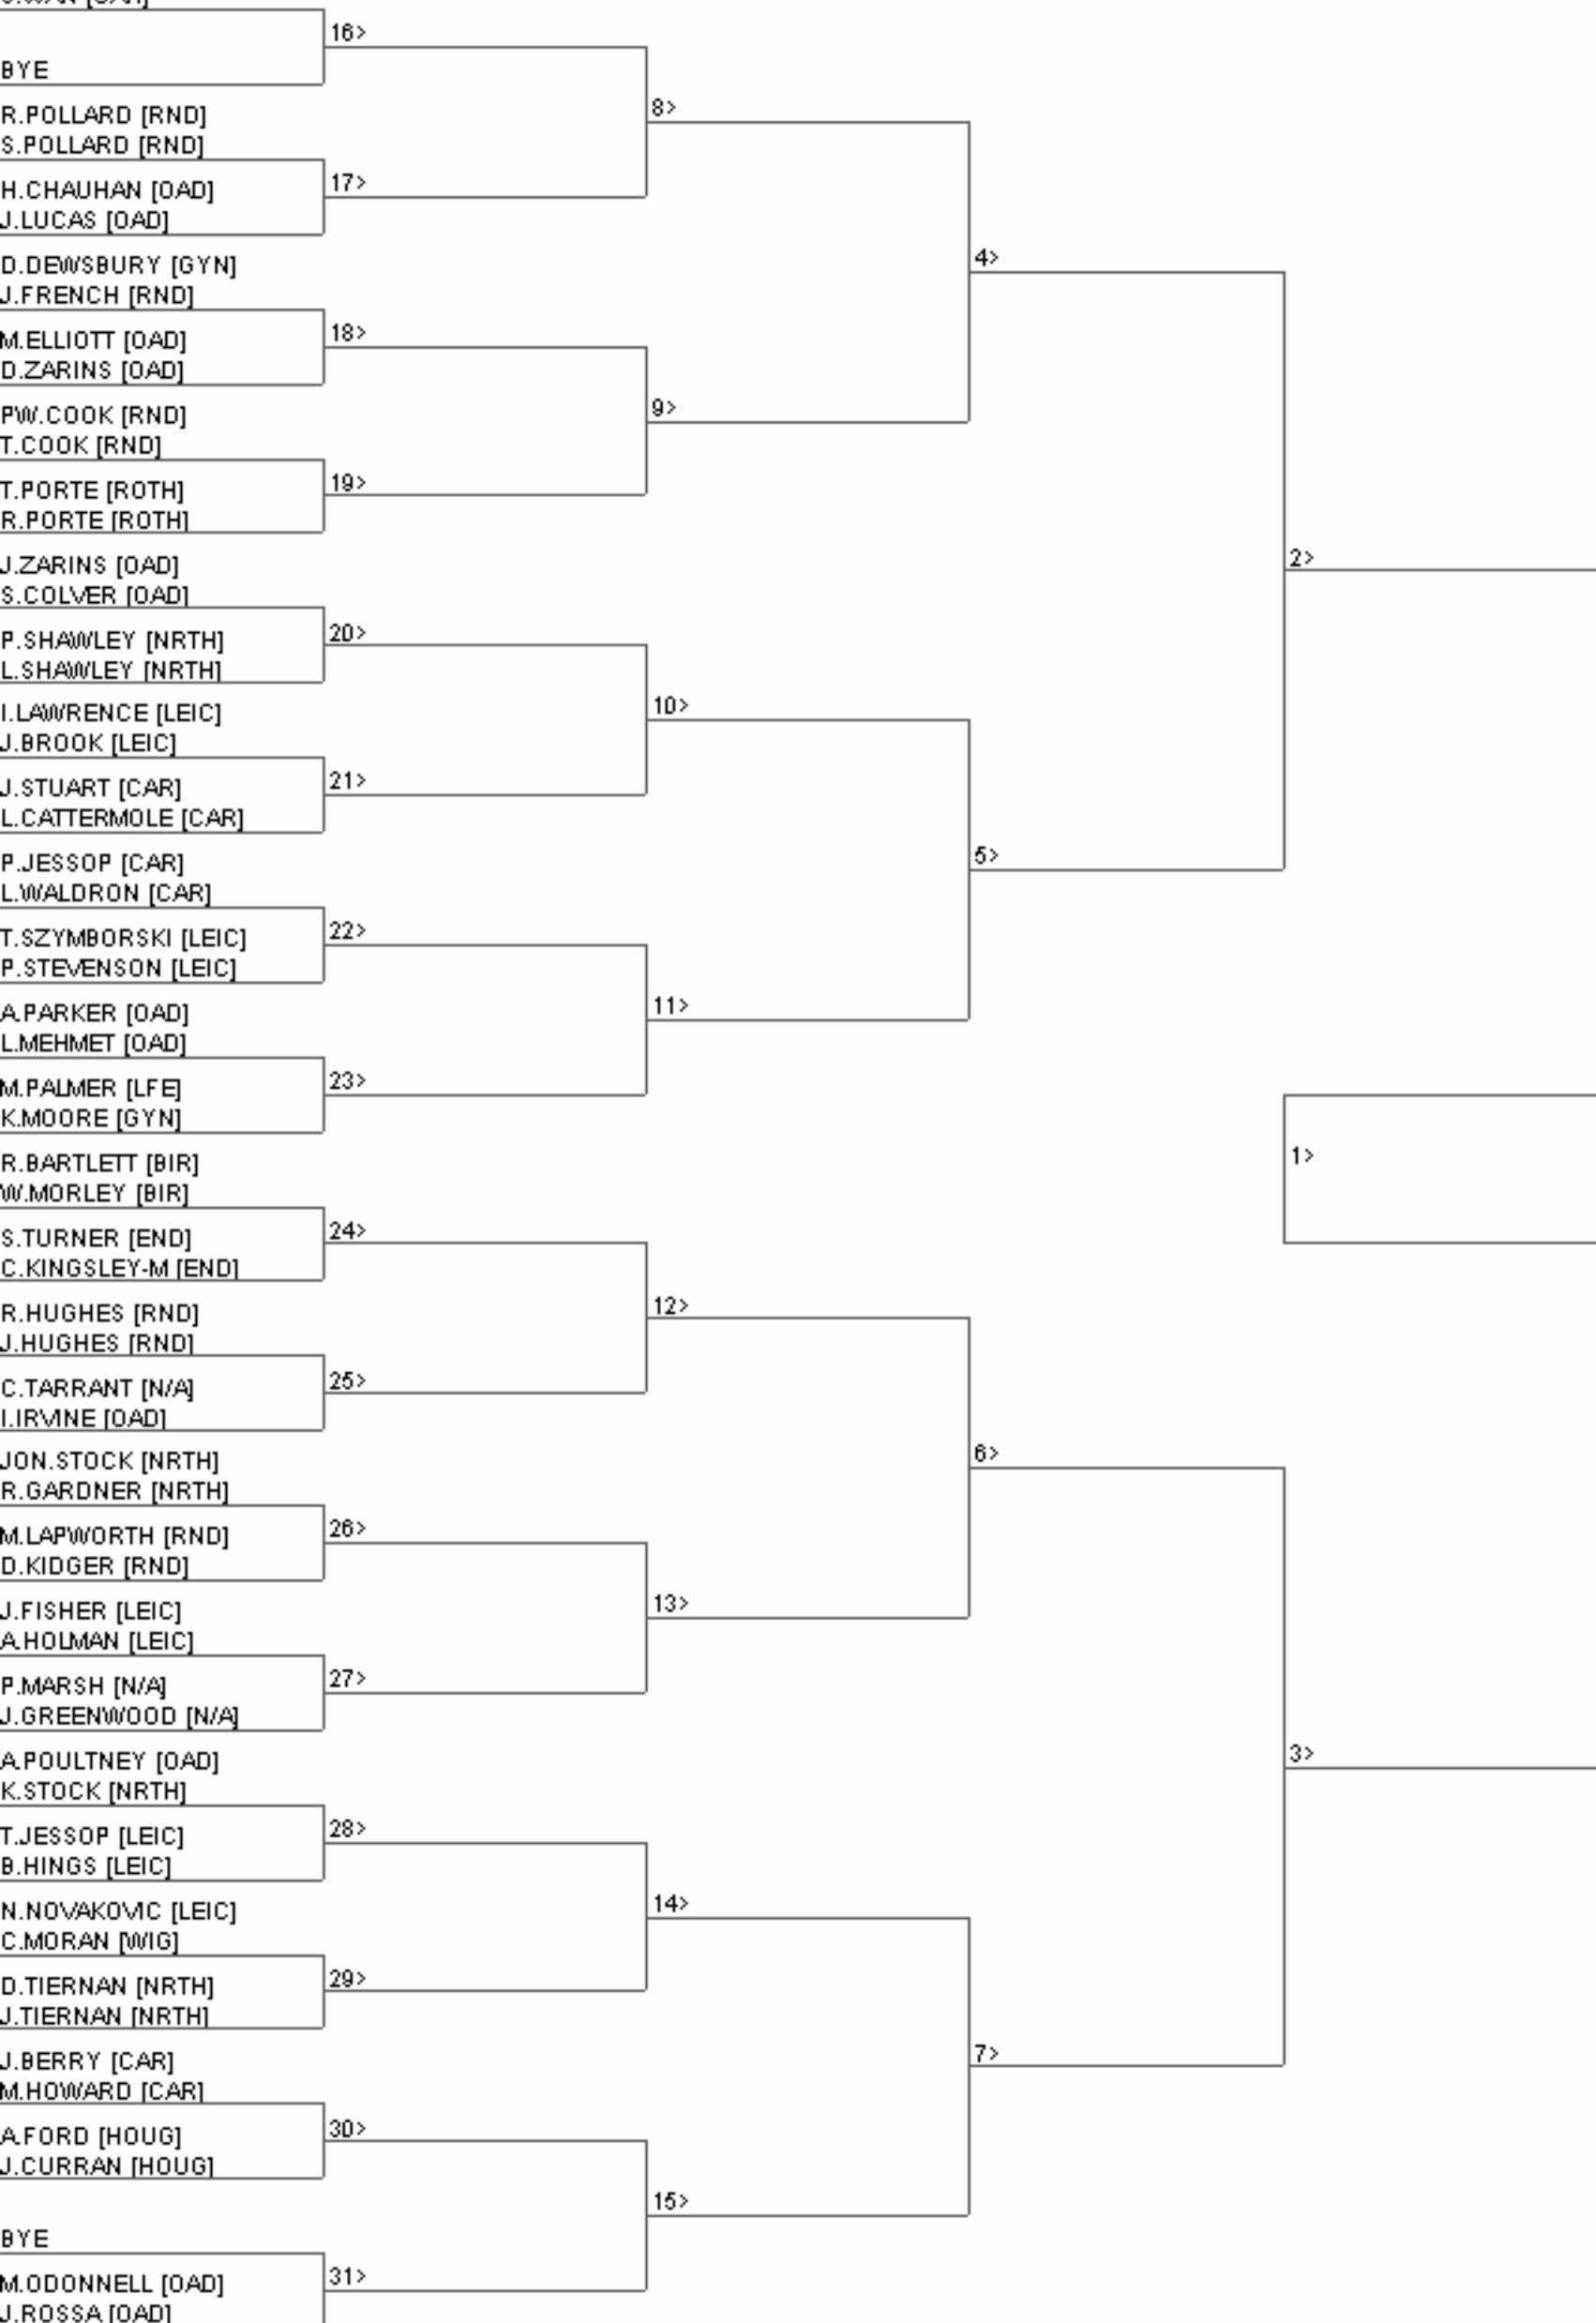 16>
BYE
8>
R.POLLARD [RND]
S.POLLARD [RND]
17>
H.CHAUHAN [OAD]
J.LUCAS [OAD]
4>
D.DEWSBURY [GYN]
J.FRENCH [RND]
18>
M.ELLIOTT [OAD]
D.ZARINS [OAD]
9>
PW.COOK [RND]
T.COOK [RND]
19>
T.PORTE [ROTH]
R.PORTE [ROTH]
2>
J.ZARINS [OAD]
S.COLVER [OAD]
20>
P.SHAWLEY [NRTH]
L.SHAWLEY [NRTH]
10>
I.LAWRENCE [LEIC]
J.BROOK [LEIC]
21>
J.STUART [CAR]
L.CATTERMOLE [CAR]
5>
P.JESSOP [CAR]
L.WALDRON [CAR]
22>
T.SZYMBORSKI [LEIC]
P.STEVENSON [LEIC]
11>
A.PARKER [OAD]
L.MEHMET [OAD]
23>
M.PALMER [LFE]
K.MOORE [GYN]
1>
R.BARTLETT [BIR]
W.MORLEY [BIR]
24>
S.TURNER [END]
C.KINGSLEY-M [END]
12>
R.HUGHES [RND]
J.HUGHES [RND]
25>
C.TARRANT [N/A]
I.IRVINE [OAD]
6>
JON.STOCK [NRTH]
R.GARDNER [NRTH]
26>
M.LAPWORTH [RND]
D.KIDGER [RND]
13>
J.FISHER [LEIC]
A.HOLMAN [LEIC]
27>
P.MARSH [N/A]
J.GREENWOOD [N/A]
3>
A.POULTNEY [OAD]
K.STOCK [NRTH]
28>
T.JESSOP [LEIC]
B.HINGS [LEIC]
14>
N.NOVAKOVIC [LEIC]
C.MORAN [WIG]
29>
D.TIERNAN [NRTH]
J.TIERNAN [NRTH]
7>
J.BERRY [CAR]
M.HOWARD [CAR]
30>
A.FORD [HOUG]
J.CURRAN [HOUG]
15>
BYE
31>
M.ODONNELL [OAD]
J.ROSSA [OAD]